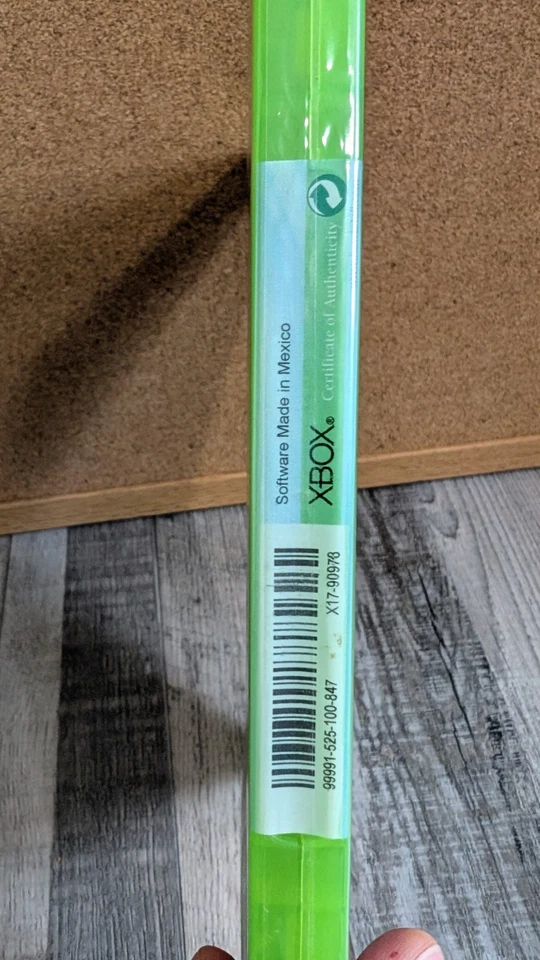 Software Made in Mexico
XBOX®
Certificate of Authenticity
99991-525-100-847
X17-90978